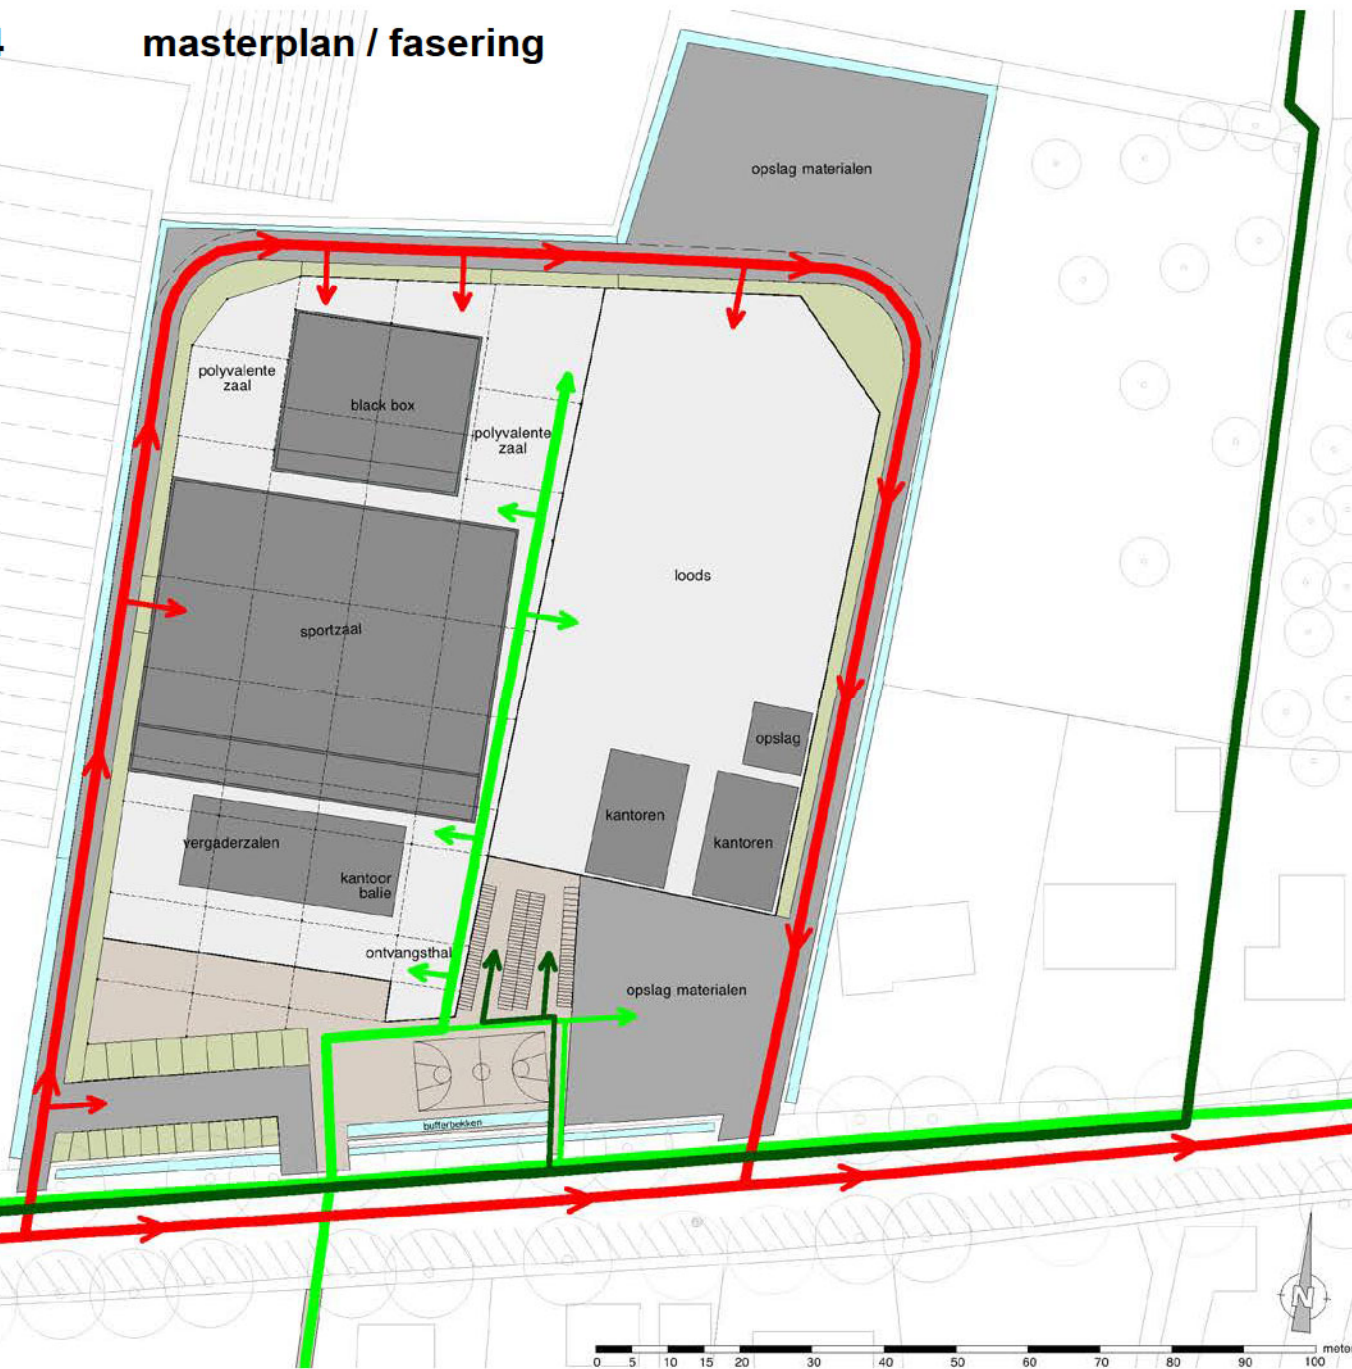 4 masterplan / fasering
opslag materialen
polyvalente
zaal
black box
polyvalente
zaal
sportzaal
loods
opslag
kantoren
kantoren
vergaderzalen
kantoor
balie
ontvangsthal
opslag materialen
bufferbekken
N
0 5 10 15 20 30 40 50 60 70 80 90 100 meter